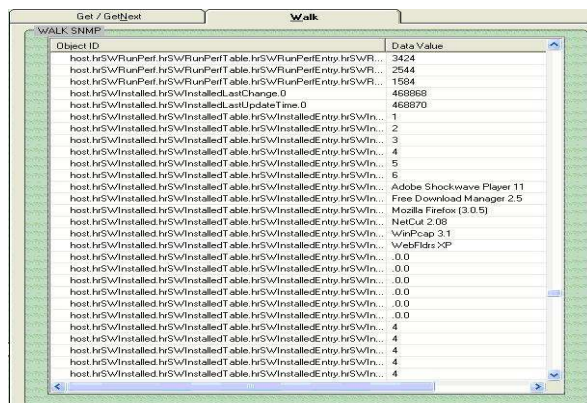 Get / GetNext
Walk
WALK SNMP
Object ID Data Value
host.hrSWRunPerf.hrSWRunPerfTable.hrSWRunPerfEntry.hrSWR... 3424
host.hrSWRunPerf.hrSWRunPerfTable.hrSWRunPerfEntry.hrSWR... 2544
host.hrSWRunPerf.hrSWRunPerfTable.hrSWRunPerfEntry.hrSWR... 1584
host.hrSWInstalled.hrSWInstalledLastChange.0 468868
host.hrSWInstalled.hrSWInstalledLastUpdateTime.0 468870
host.hrSWInstalled.hrSWInstalledTable.hrSWInstalledEntry.hrSWIn... 1
host.hrSWInstalled.hrSWInstalledTable.hrSWInstalledEntry.hrSWIn... 2
host.hrSWInstalled.hrSWInstalledTable.hrSWInstalledEntry.hrSWIn... 3
host.hrSWInstalled.hrSWInstalledTable.hrSWInstalledEntry.hrSWIn... 4
host.hrSWInstalled.hrSWInstalledTable.hrSWInstalledEntry.hrSWIn... 5
host.hrSWInstalled.hrSWInstalledTable.hrSWInstalledEntry.hrSWIn... 6
host.hrSWInstalled.hrSWInstalledTable.hrSWInstalledEntry.hrSWIn... Adobe Shockwave Player 11
host.hrSWInstalled.hrSWInstalledTable.hrSWInstalledEntry.hrSWIn... Free Download Manager 2.5
host.hrSWInstalled.hrSWInstalledTable.hrSWInstalledEntry.hrSWIn... Mozilla Firefox (3.0.5)
host.hrSWInstalled.hrSWInstalledTable.hrSWInstalledEntry.hrSWIn... NetCut 2.08
host.hrSWInstalled.hrSWInstalledTable.hrSWInstalledEntry.hrSWIn... WinPcap 3.1
host.hrSWInstalled.hrSWInstalledTable.hrSWInstalledEntry.hrSWIn... WebFldrs XP
host.hrSWInstalled.hrSWInstalledTable.hrSWInstalledEntry.hrSWIn... .0.0
host.hrSWInstalled.hrSWInstalledTable.hrSWInstalledEntry.hrSWIn... .0.0
host.hrSWInstalled.hrSWInstalledTable.hrSWInstalledEntry.hrSWIn... .0.0
host.hrSWInstalled.hrSWInstalledTable.hrSWInstalledEntry.hrSWIn... .0.0
host.hrSWInstalled.hrSWInstalledTable.hrSWInstalledEntry.hrSWIn... .0.0
host.hrSWInstalled.hrSWInstalledTable.hrSWInstalledEntry.hrSWIn... .0.0
host.hrSWInstalled.hrSWInstalledTable.hrSWInstalledEntry.hrSWIn... 4
host.hrSWInstalled.hrSWInstalledTable.hrSWInstalledEntry.hrSWIn... 4
host.hrSWInstalled.hrSWInstalledTable.hrSWInstalledEntry.hrSWIn... 4
host.hrSWInstalled.hrSWInstalledTable.hrSWInstalledEntry.hrSWIn... 4
host.hrSWInstalled.hrSWInstalledTable.hrSWInstalledEntry.hrSWIn... 4